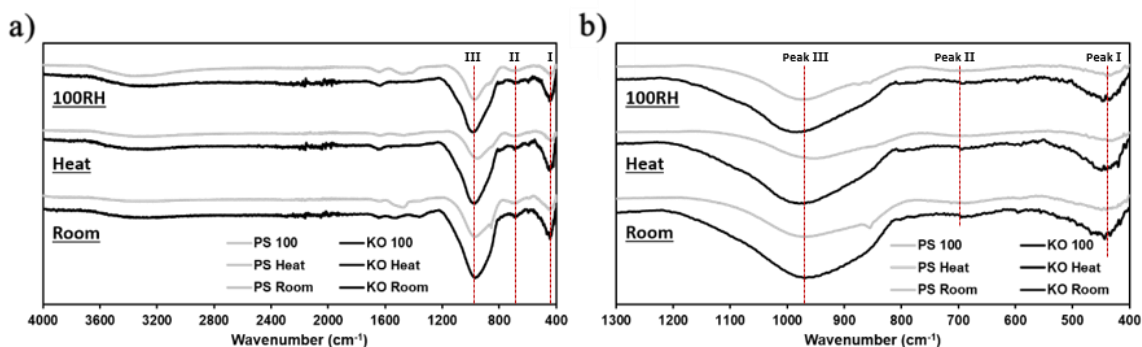 a)
III
II
I
100RH
Heat
Room
PS 100
KO 100
PS Heat
KO Heat
PS Room
KO Room
4000
3600
3200
2800
2400
2000
1600
1200
800
400
Wavenumber (cm-1)
b)
Peak III
Peak II
Peak I
100RH
Heat
Room
PS 100
KO 100
PS Heat
KO Heat
PS Room
KO Room
1300
1200
1100
1000
900
800
700
600
500
400
Wavenumber (cm-1)